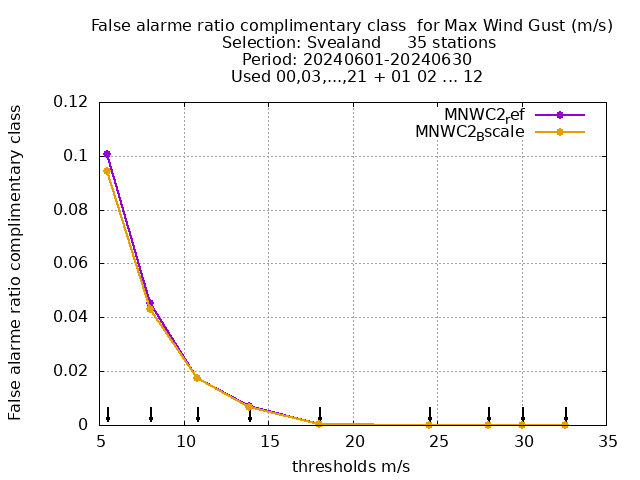 False alarme ratio complimentary class  for Max Wind Gust (m/s)
Selection: Svealand     35 stations
Period: 20240601-20240630
Used 00,03,...,21 + 01 02 ... 12
MNWC2ref
MNWC2Bscale
0.12
0.1
0.08
0.06
0.04
0.02
0
False alarme ratio complimentary class
5 10 15 20 25 30 35
thresholds m/s